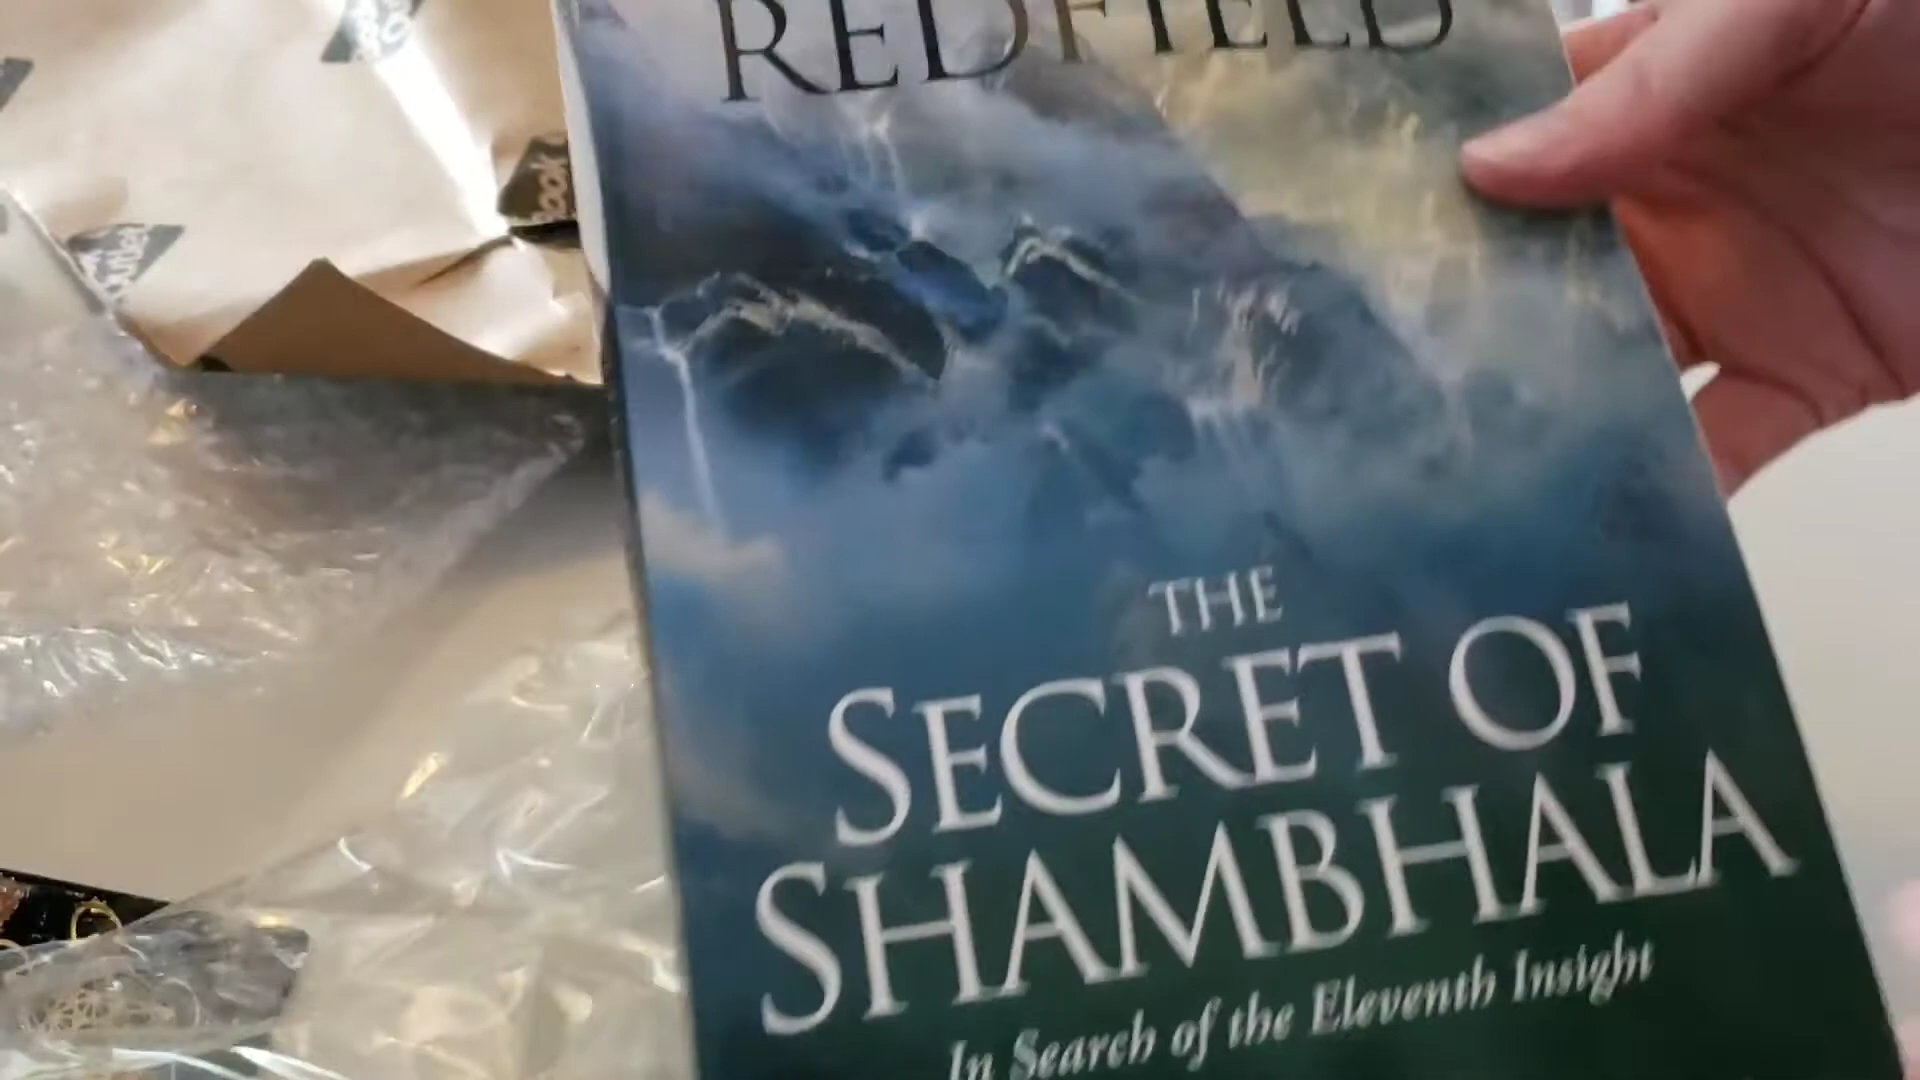 REDFIELD
THE
SECRET OF
SHAMBHALA
In Search of the Eleventh Insight